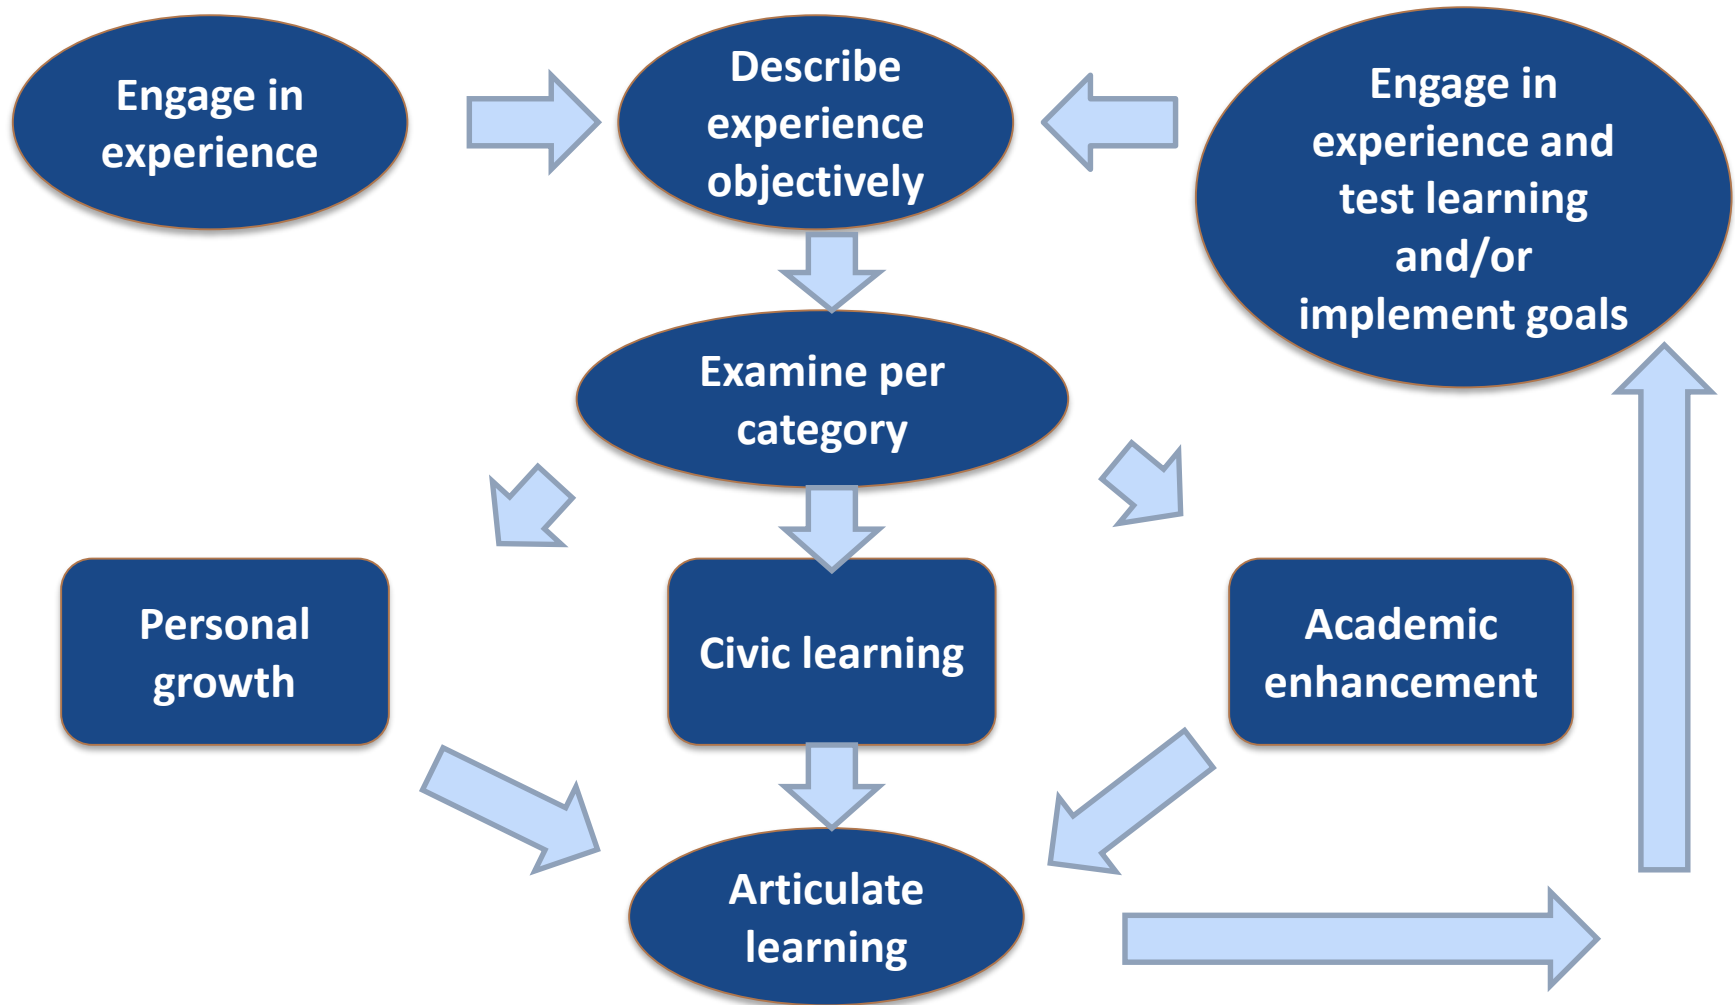 Engage in
experience
Describe
experience
objectively
Engage in
experience and
test learning
and/or
implement goals
Examine per
category
Personal
growth
Civic learning
Academic
enhancement
Articulate
learning